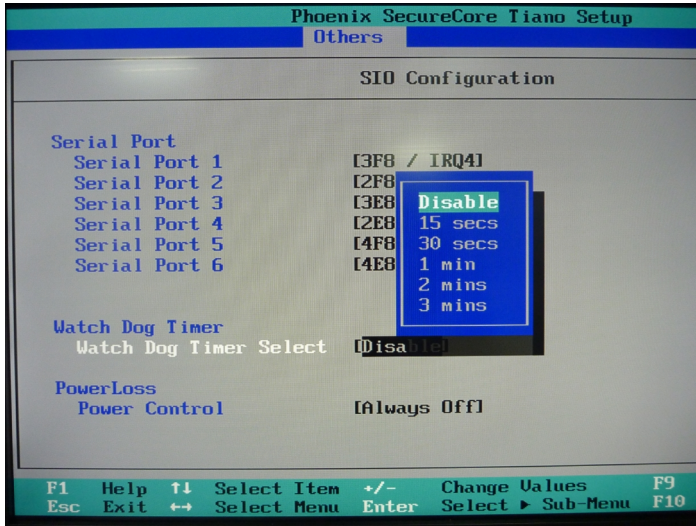 Phoenix SecureCore Tiano Setup
Others
SIO Configuration
Serial Port
Serial Port 1 [3F8 / IRQ4]
Serial Port 2 [2F8
Serial Port 3 [3E8
Serial Port 4 [2E8
Serial Port 5 [4F8
Serial Port 6 [4E8
Disable
15 secs
30 secs
1 min
2 mins
3 mins
Watch Dog Timer
Watch Dog Timer Select [Disable]
PowerLoss
Power Control [Always Off]
F1 Help ↑↓ Select Item +/- Change Values F9
Esc Exit ↔ Select Menu Enter Select ► Sub-Menu F10